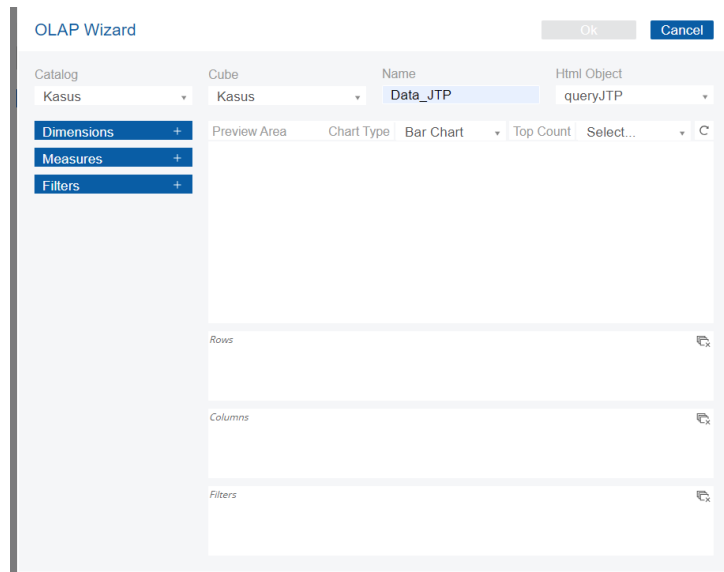 OLAP Wizard
Ok
Cancel
Catalog
Cube
Name
Html Object
Kasus
Kasus
Data_JTP
queryJTP
Dimensions +
Measures +
Filters +
Preview Area
Chart Type
Bar Chart
Top Count
Select...
Rows
Columns
Filters